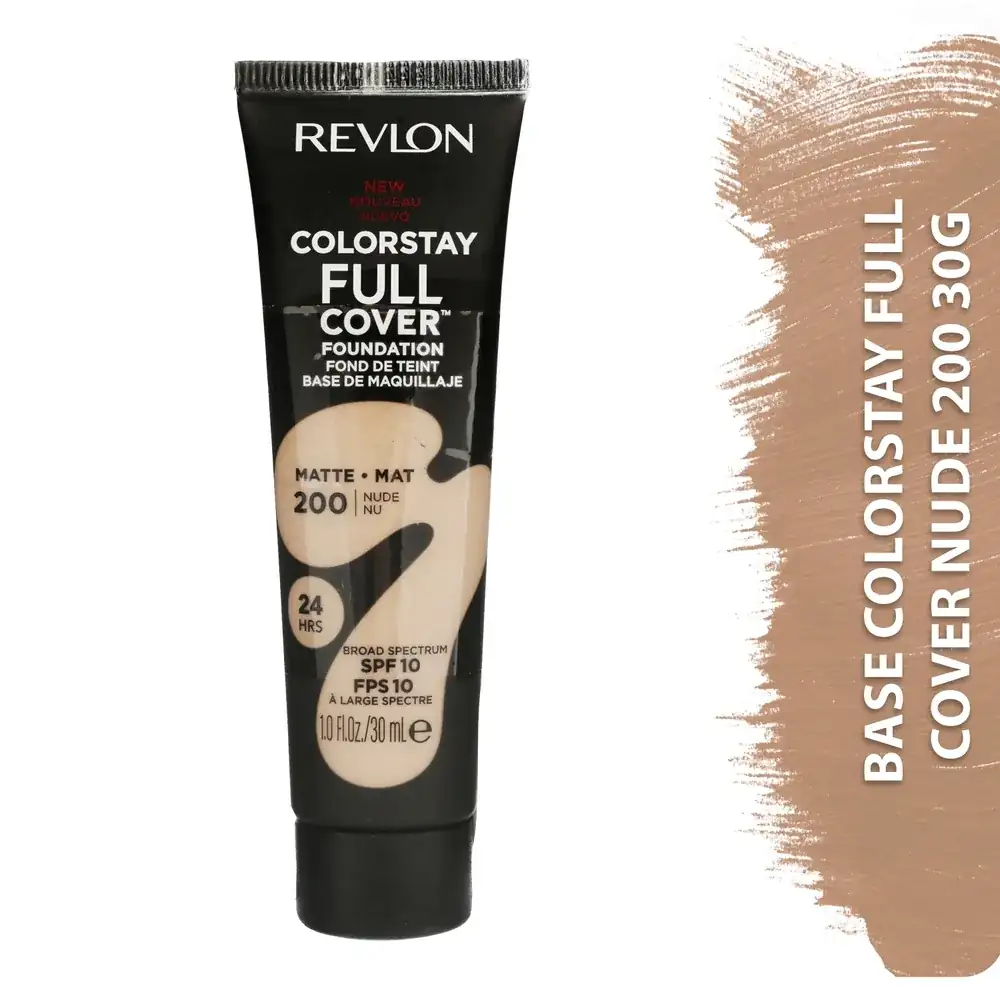 REVLON
NEW
NOUVEAU
NUEVO
COLORSTAY
FULL
COVER™
FOUNDATION
FOND DE TEINT
BASE DE MAQUILLAJE
MATTE • MAT
200 | NUDE
NU
24
HRS
BROAD SPECTRUM
SPF 10
FPS 10
À LARGE SPECTRE
1.0 Fl.Oz./30 mL ℮
BASE COLORSTAY FULL
COVER NUDE 200 30G